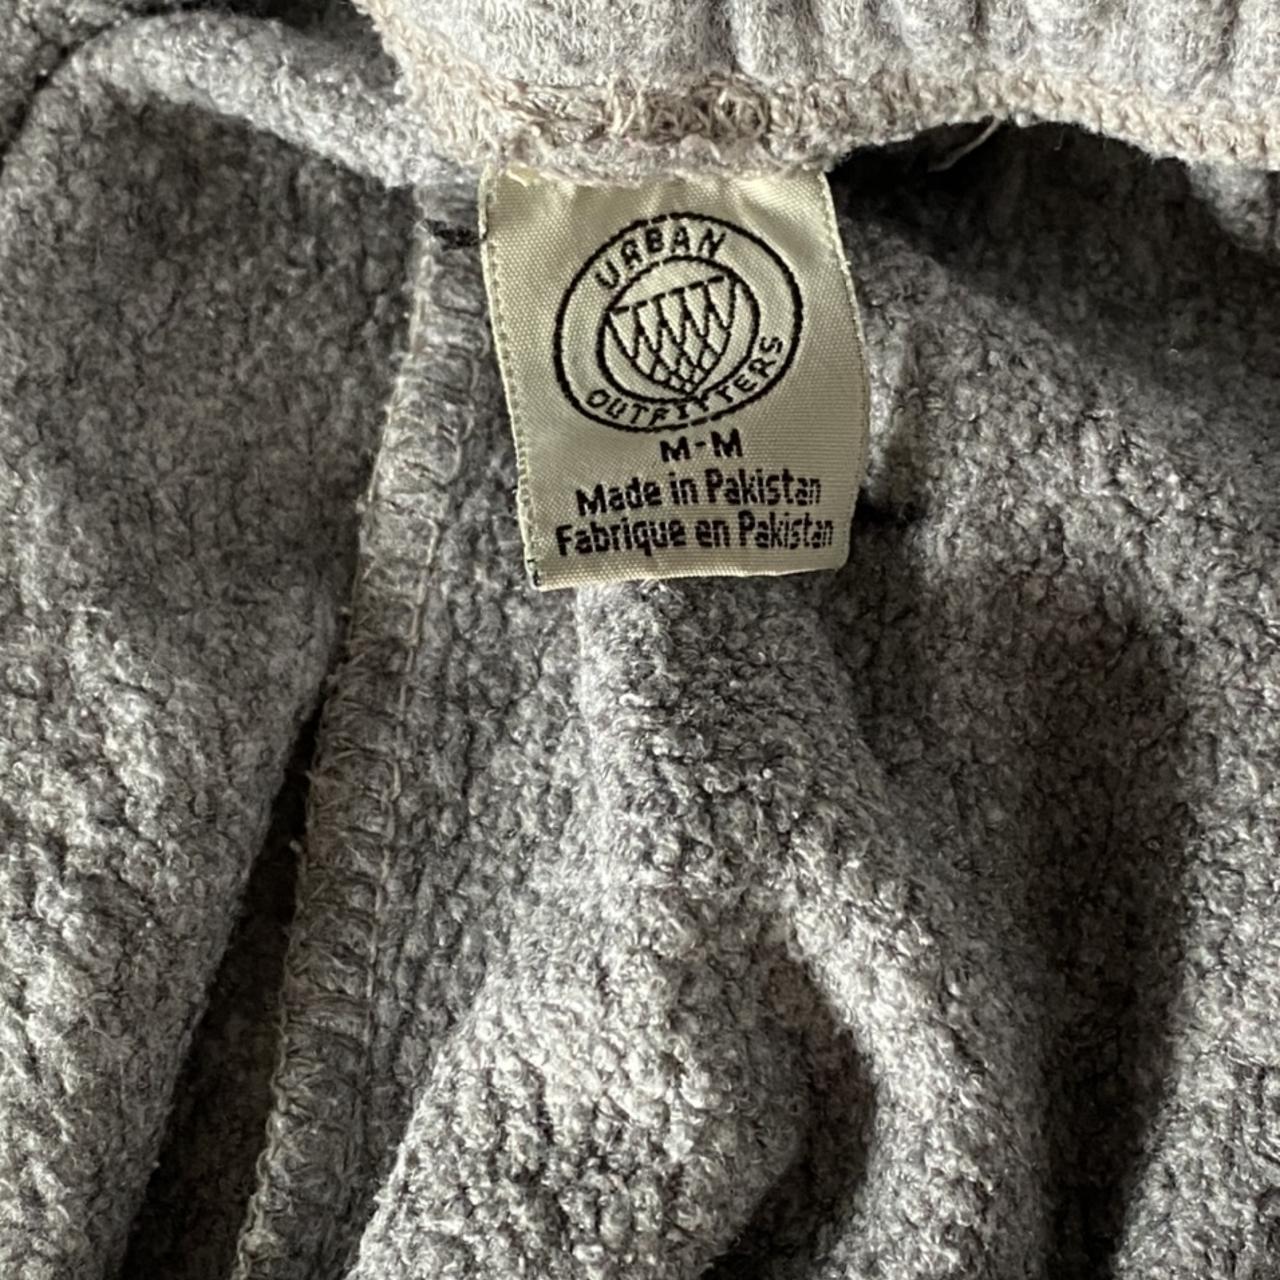 URBAN
OUTFITTERS
M-M
Made in Pakistan
Fabrique en Pakistan